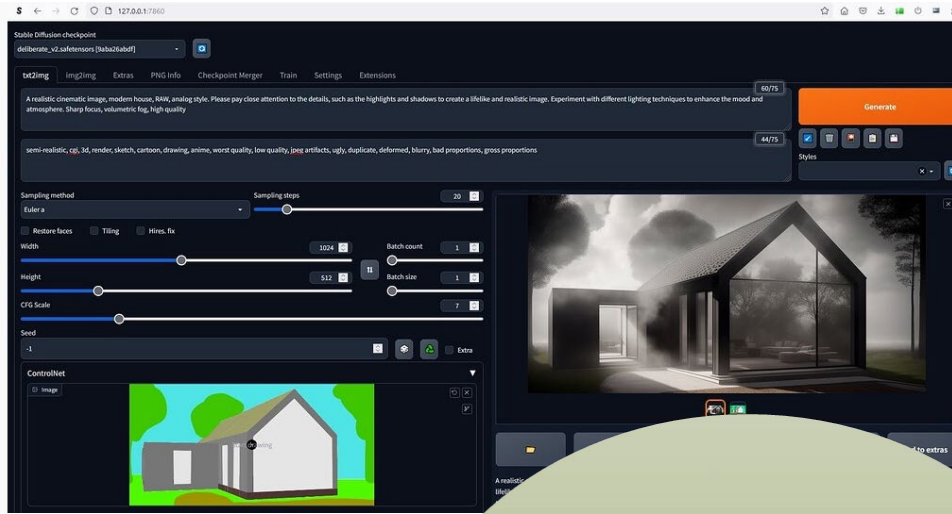 127.0.0.1:7860
Stable Diffusion checkpoint
deliberate_v2.safetensors [9aba26abdf]
txt2img img2img Extras PNG Info Checkpoint Merger Train Settings Extensions
60/75
A realistic cinematic image, modern house, RAW, analog style. Please pay close attention to the details, such as the highlights and shadows to create a lifelike and realistic image. Experiment with different lighting techniques to enhance the mood and
atmosphere. Sharp focus, volumetric fog, high quality
Generate
44/75
semi-realistic, cgi, 3d, render, sketch, cartoon, drawing, anime, worst quality, low quality, jpeg artifacts, ugly, duplicate, deformed, blurry, bad proportions, gross proportions
Styles
Sampling method
Euler a
Sampling steps
20
Restore faces Tiling Hires. fix
Width
1024
Batch count
1
Height
512
Batch size
1
CFG Scale
7
Seed
-1
Extra
ControlNet
Image
to extras
A realistic